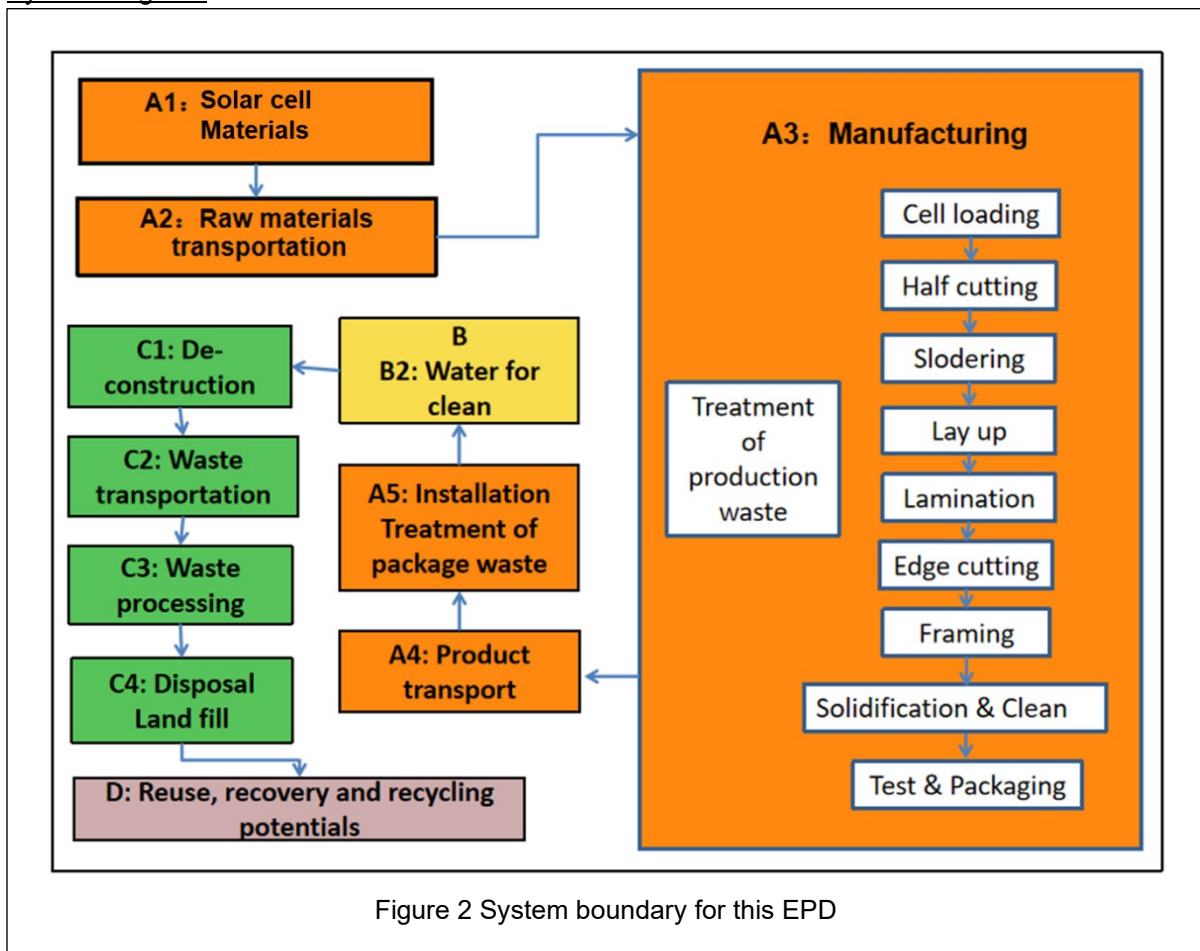 A1：Solar cell
Materials
A2：Raw materials
transportation
A3：Manufacturing
Cell loading
Half cutting
Slodering
Lay up
Lamination
Edge cutting
Framing
Solidification & Clean
Test & Packaging
Treatment
of
production
waste
A4: Product
transport
A5: Installation
Treatment of
package waste
B
B2: Water for
clean
C1: De-
construction
C2: Waste
transportation
C3: Waste
processing
C4: Disposal
Land fill
D: Reuse, recovery and recycling
potentials
Figure 2 System boundary for this EPD